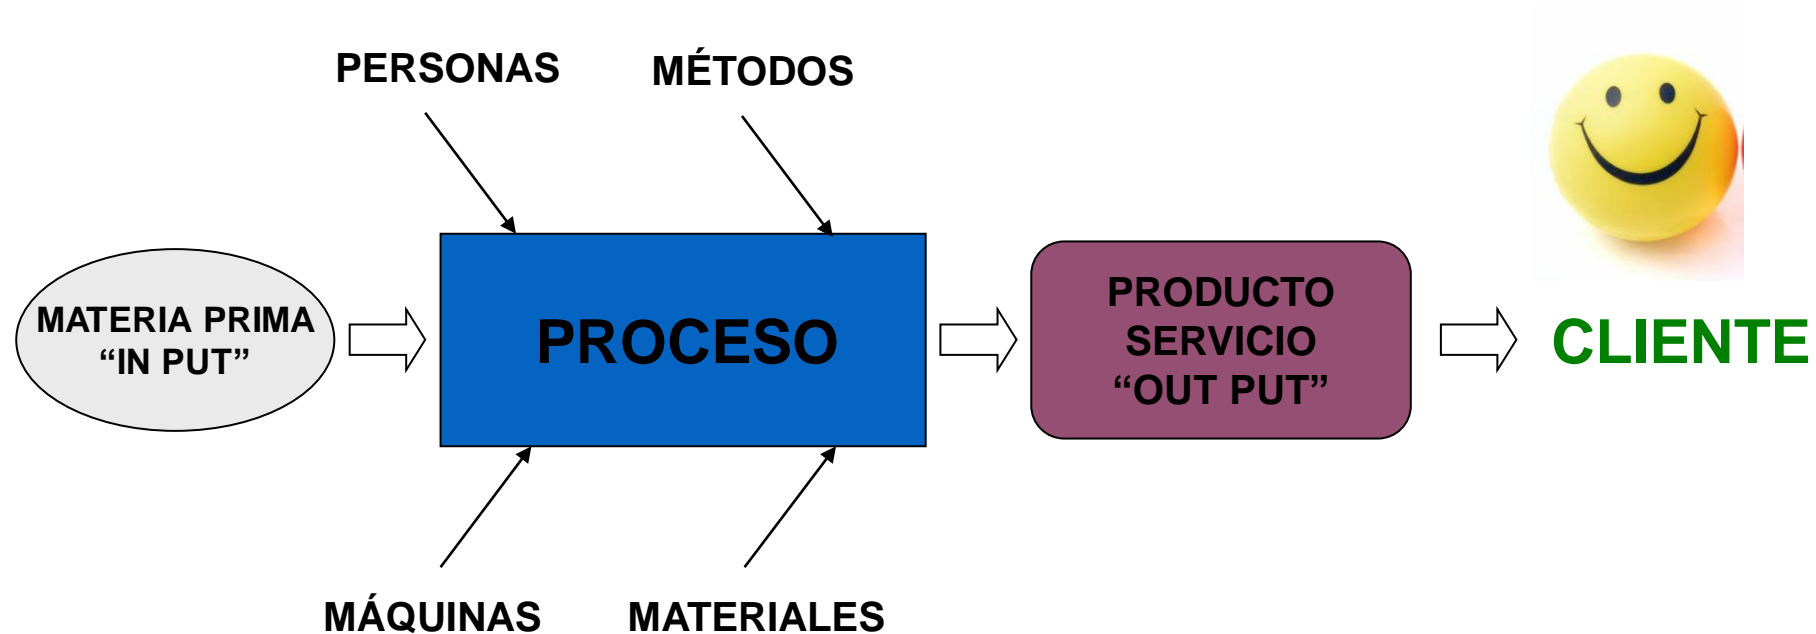 PERSONAS
MÉTODOS
MATERIA PRIMA
“IN PUT”
PROCESO
PRODUCTO
SERVICIO
“OUT PUT”
CLIENTE
MÁQUINAS
MATERIALES